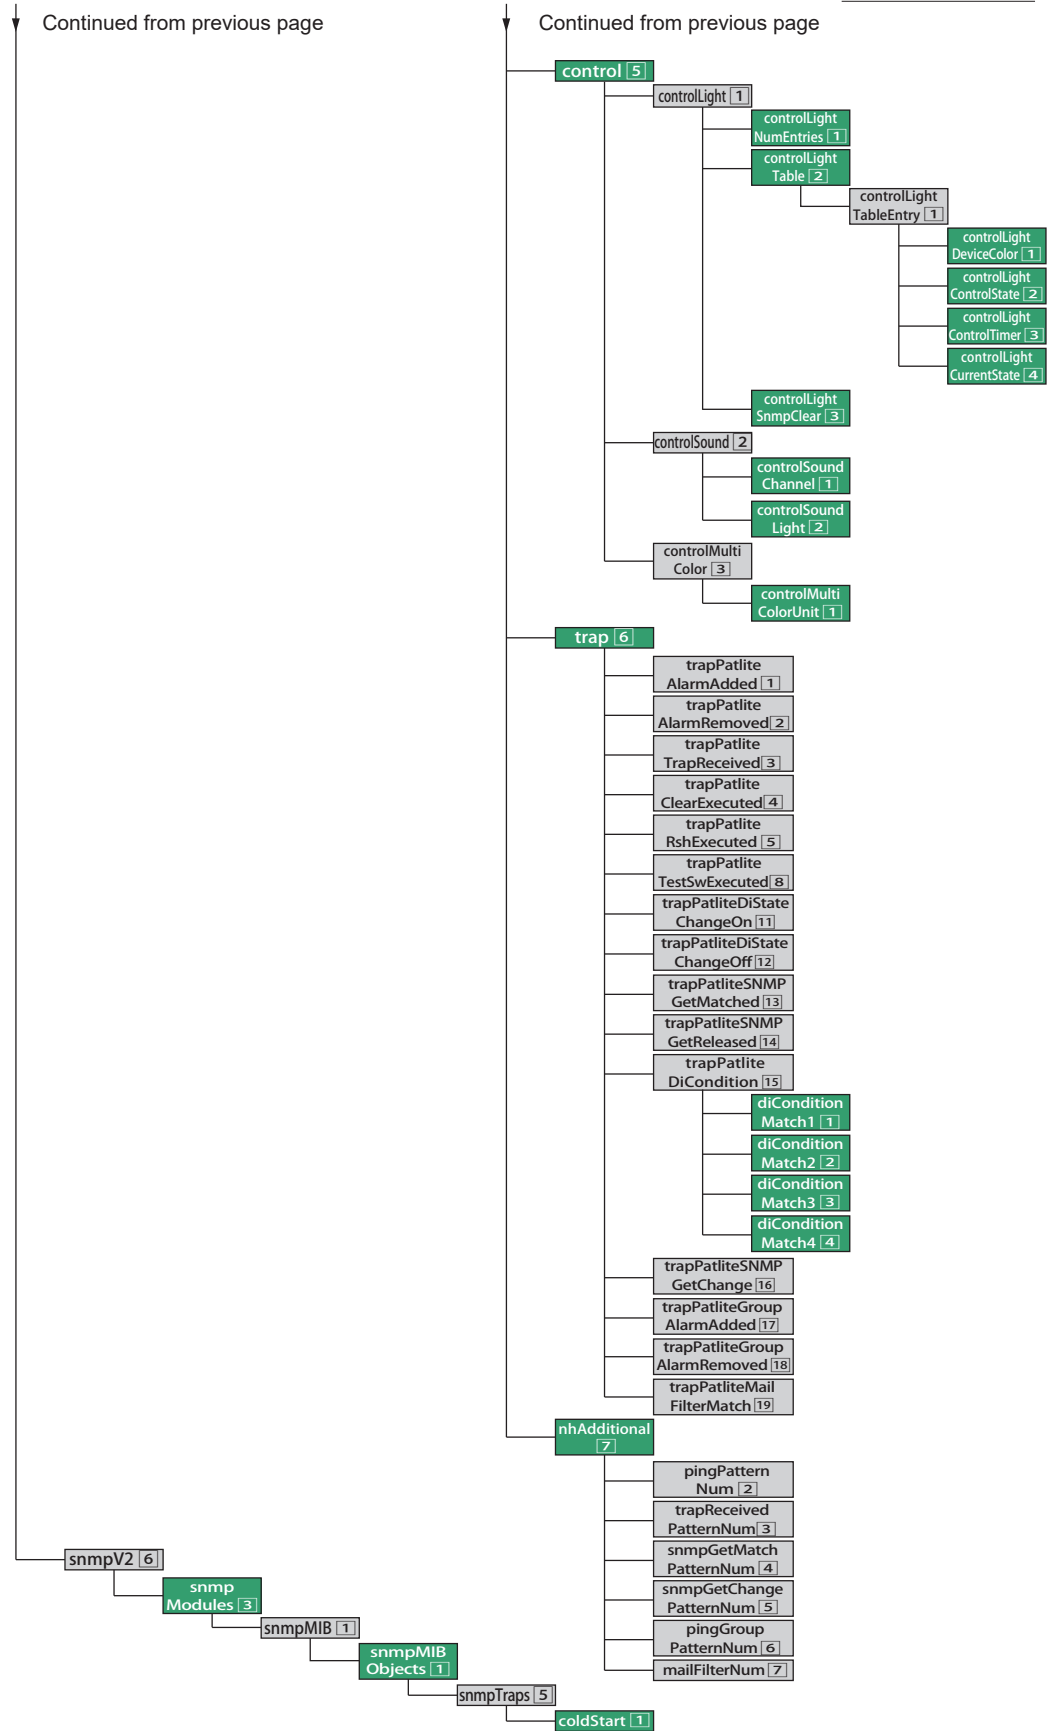 Continued from previous page
Continued from previous page
control 5
controlLight 1
controlLight
NumEntries 1
controlLight
Table 2
controlLight
TableEntry 1
controlLight
DeviceColor 1
controlLight
ControlState 2
controlLight
ControlTimer 3
controlLight
CurrentState 4
controlLight
SnmpClear 3
controlSound 2
controlSound
Channel 1
controlSound
Light 2
controlMulti
Color 3
controlMulti
ColorUnit 1
trap 6
trapPatlite
AlarmAdded 1
trapPatlite
AlarmRemoved 2
trapPatlite
TrapReceived 3
trapPatlite
ClearExecuted 4
trapPatlite
RshExecuted 5
trapPatlite
TestSwExecuted 8
trapPatliteDiState
ChangeOn 11
trapPatliteDiState
ChangeOff 12
trapPatliteSNMP
GetMatched 13
trapPatliteSNMP
GetReleased 14
trapPatlite
DiCondition 15
diCondition
Match1 1
diCondition
Match2 2
diCondition
Match3 3
diCondition
Match4 4
trapPatliteSNMP
GetChange 16
trapPatliteGroup
AlarmAdded 17
trapPatliteGroup
AlarmRemoved 18
trapPatliteMail
FilterMatch 19
nhAdditional
7
pingPattern
Num 2
trapReceived
PatternNum 3
snmpGetMatch
PatternNum 4
snmpGetChange
PatternNum 5
pingGroup
PatternNum 6
mailFilterNum 7
snmpV2 6
snmp
Modules 3
snmpMIB 1
snmpMIB
Objects 1
snmpTraps 5
coldStart 1